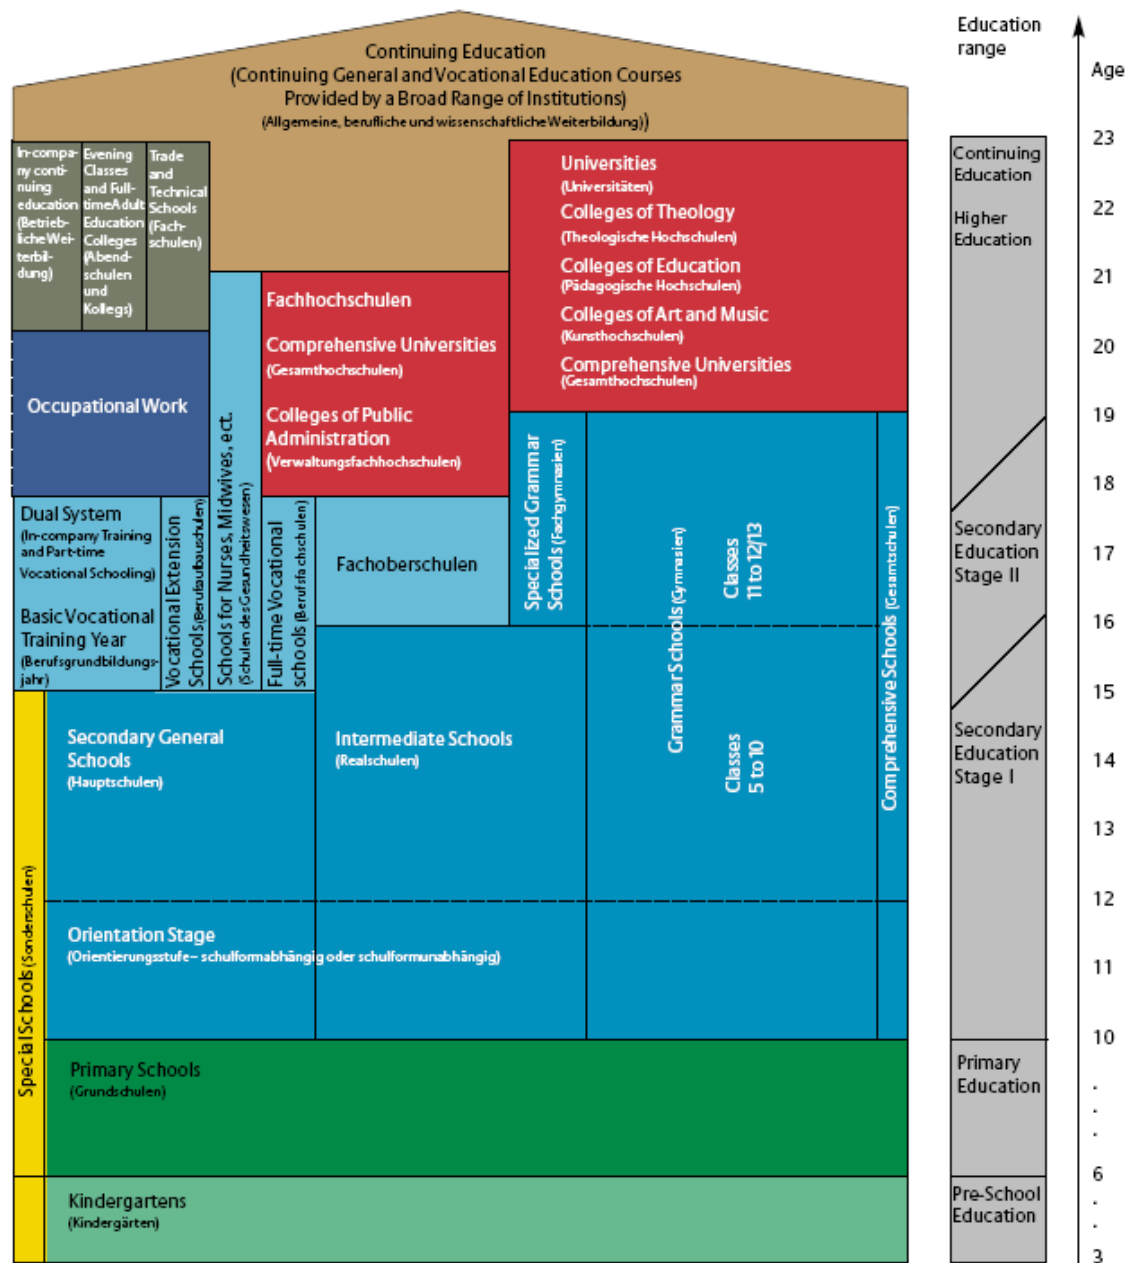 Continuing Education
(Continuing General and Vocational Education Courses
Provided by a Broad Range of Institutions)
(Allgemeine, berufliche und wissenschaftliche Weiterbildung))
In-compa-
ny conti-
nuing
education
(Betrieb-
liche Wei-
terbil-
dung)
Evening
Classes
and Full-
timeAdult
Education
Colleges
(Abend-
schulen
und
Kollegs)
Trade
and
Technical
Schools
(Fach-
schulen)
Universities
(Universitäten)
Colleges of Theology
(Theologische Hochschulen)
Colleges of Education
(Pädagogische Hochschulen)
Colleges of Art and Music
(Kunsthochschulen)
Comprehensive Universities
(Gesamthochschulen)
Fachhochschulen
Comprehensive Universities
(Gesamthochschulen)
Colleges of Public
Administration
(Verwaltungsfachhochschulen)
Occupational Work
Dual System
(In-company Training
and Part-time
Vocational Schooling)
Basic Vocational
Training Year
(Berufsgrundbildungs-
jahr)
Vocational Extension
Schools (Berufsaufbauschulen)
Schools for Nurses, Midwives, ect.
(Schulen des Gesundheitswesen)
Full-time Vocational
schools (Berufsfachschulen)
Fachoberschulen
Specialized Grammar
Schools (Fachgymnasien)
Grammar Schools (Gymnasien)
Classes
11 to 12/13
Classes
5 to 10
Comprehensive Schools (Gesamtschulen)
Secondary General
Schools
(Hauptschulen)
Intermediate Schools
(Realschulen)
Orientation Stage
(Orientierungsstufe – schulformabhängig oder schulformunabhängig)
Special Schools (Sonderschulen)
Primary Schools
(Grundschulen)
Kindergartens
(Kindergärten)
Education
range
Continuing
Education
Higher
Education
Secondary
Education
Stage II
Secondary
Education
Stage I
Primary
Education
Pre-School
Education
Age
23
22
21
20
19
18
17
16
15
14
13
12
11
10
.
.
.
6
.
.
3